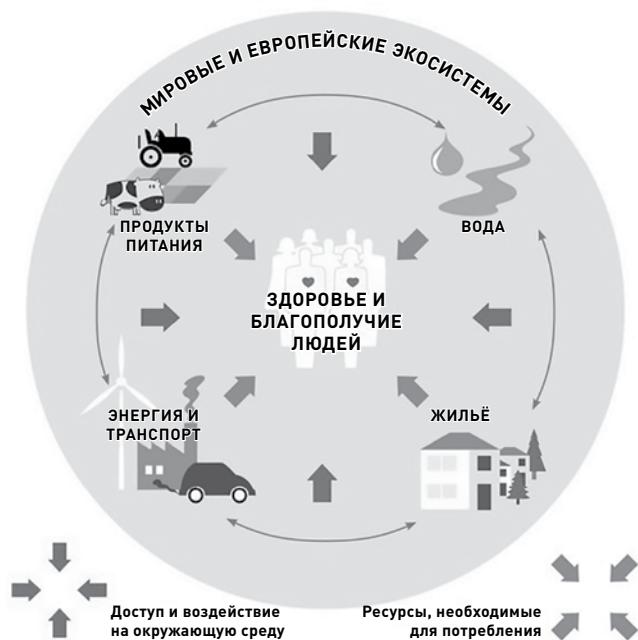 МИРОВЫЕ И ЕВРОПЕЙСКИЕ ЭКОСИСТЕМЫ
ПРОДУКТЫ
ПИТАНИЯ
ВОДА
ЗДОРОВЬЕ И
БЛАГОПОЛУЧИЕ
ЛЮДЕЙ
ЭНЕРГИЯ И
ТРАНСПОРТ
ЖИЛЬЁ
Доступ и воздействие
на окружающую среду
Ресурсы, необходимые
для потребления